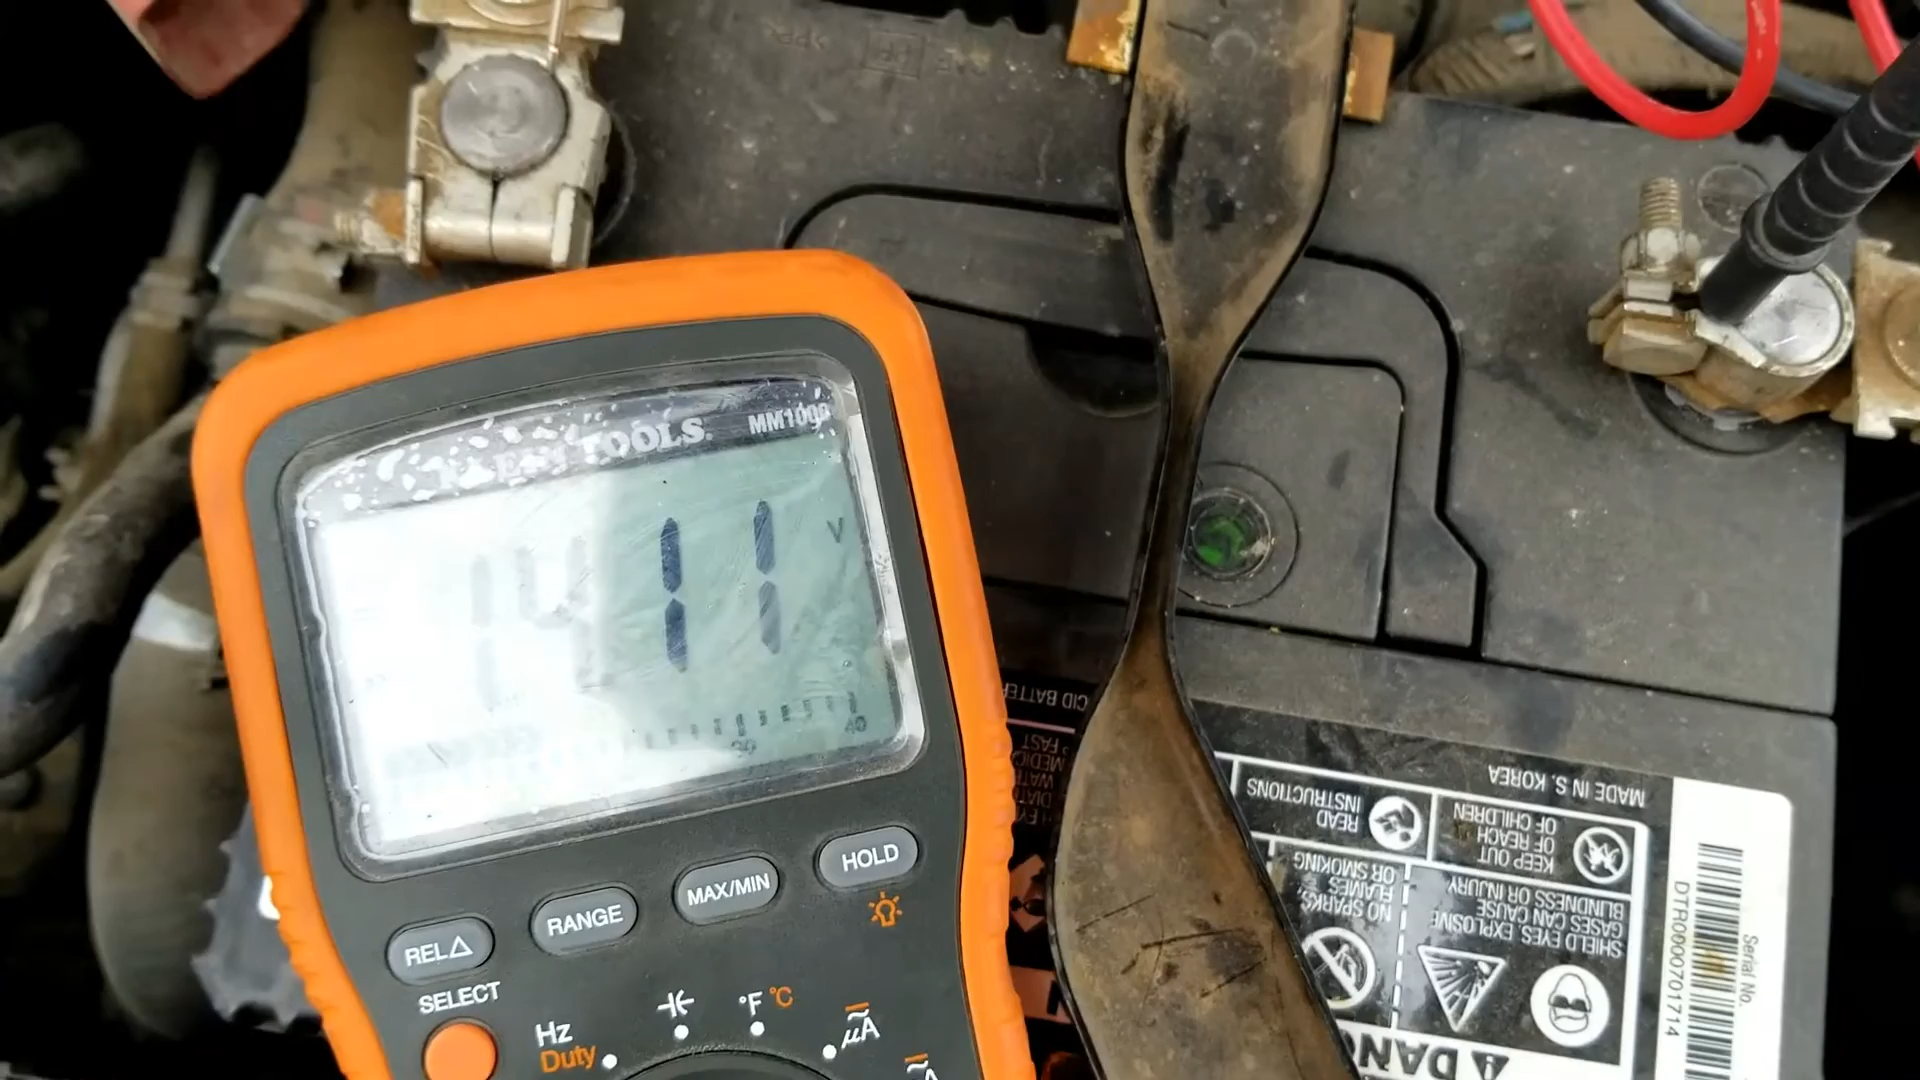 TOOLS
MM1000
14.11 V
40
HOLD
MAX/MIN
RANGE
REL△
SELECT
Hz
Duty
°F °C
µA
MADE IN S. KOREA
KEEP OUT
OF REACH
OF CHILDREN
READ
INSTRUCTIONS
SHIELD EYES. EXPLOSIVE
GASES CAN CAUSE
BLINDNESS OR INJURY
NO SPARKS,
FLAMES
OR SMOKING
Serial No.
DTR0000701714